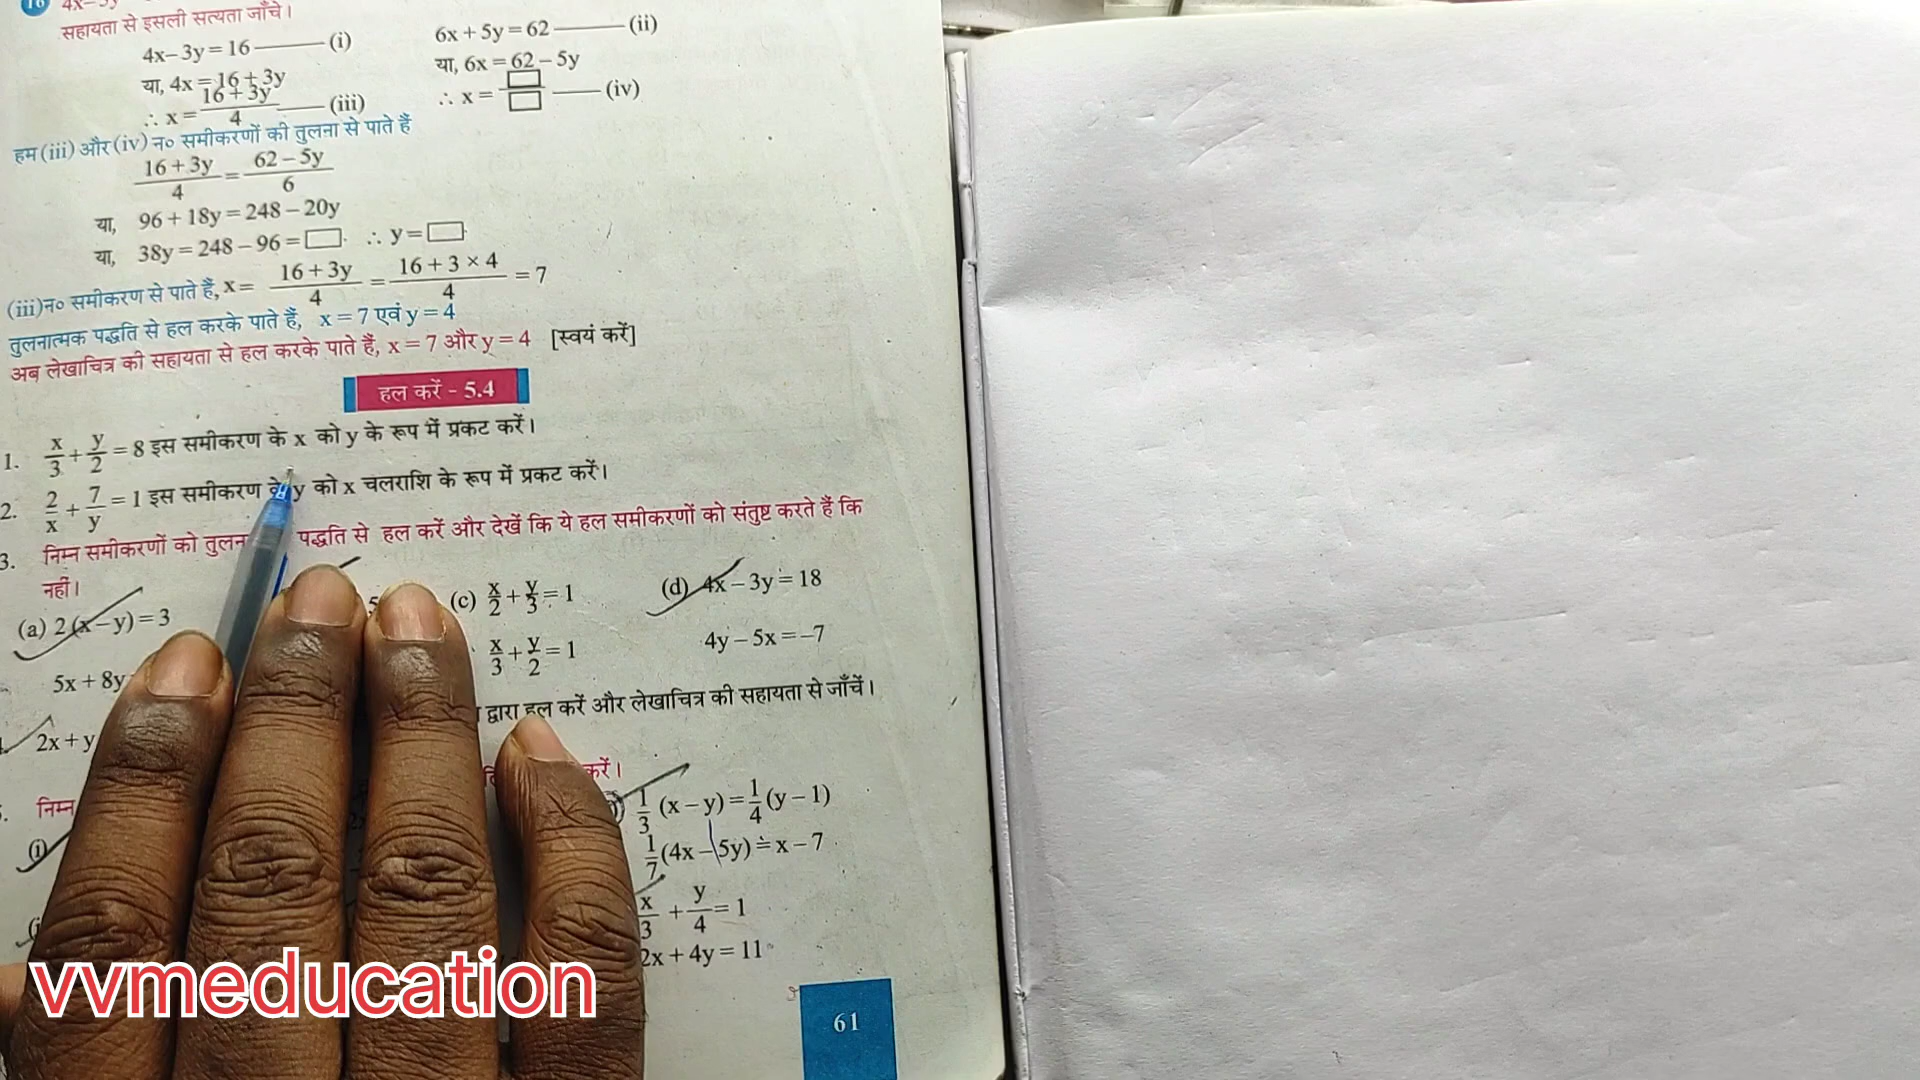 16 4x–3y
सहायता से इसली सत्यता जाँचे।
4x–3y = 16 ——— (i) 6x + 5y = 62 ——— (ii)
या, 4x = 16 + 3y या, 6x = 62 – 5y
∴ x = (16 + 3y)/4 —— (iii) ∴ x = □/□ —— (iv)
हम (iii) और (iv) न० समीकरणों की तुलना से पाते हैं
(16 + 3y)/4 = (62 – 5y)/6
या, 96 + 18y = 248 – 20y
या, 38y = 248 – 96 = □ ∴ y = □
(iii)न० समीकरण से पाते हैं, x = (16 + 3y)/4 = (16 + 3 × 4)/4 = 7
तुलनात्मक पद्धति से हल करके पाते हैं, x = 7 एवं y = 4
अब लेखाचित्र की सहायता से हल करके पाते हैं, x = 7 और y = 4 [स्वयं करें]
हल करें - 5.4
1. x/3 + y/2 = 8 इस समीकरण के x को y के रूप में प्रकट करें।
2. 2/x + 7/y = 1 इस समीकरण के y को x चलराशि के रूप में प्रकट करें।
3. निम्न समीकरणों को पद्धति से हल करें और देखें कि ये हल समीकरणों को संतुष्ट करते हैं कि
नहीं।
(a) 2(x – y) = 3 (c) x/2 + y/3 = 1 (d) 4x – 3y = 18
5x + 8y x/3 + y/2 = 1 4y – 5x = –7
द्वारा हल करें और लेखाचित्र की सहायता से जाँचें।
2x + y
करें।
निम्न
(i) 1/3 (x – y) = 1/4 (y – 1)
1/7 (4x – 5y) = x – 7
x/3 + y/4 = 1
2x + 4y = 11
vvmeducation
61